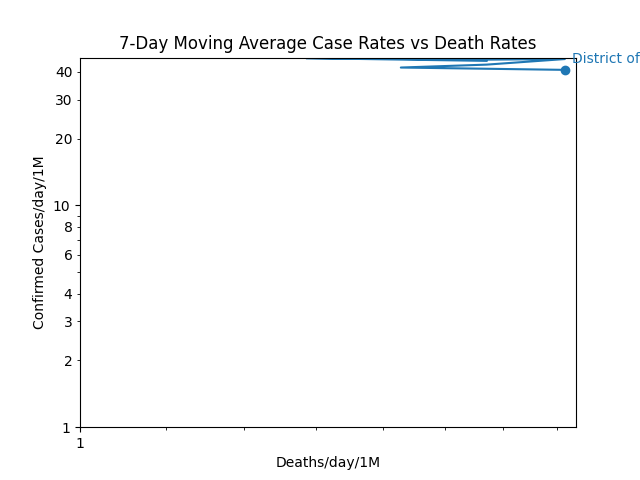 7-Day Moving Average Case Rates vs Death Rates
District of
40
30
20
10
8
6
4
3
2
1
1
Confirmed Cases/day/1M
Deaths/day/1M